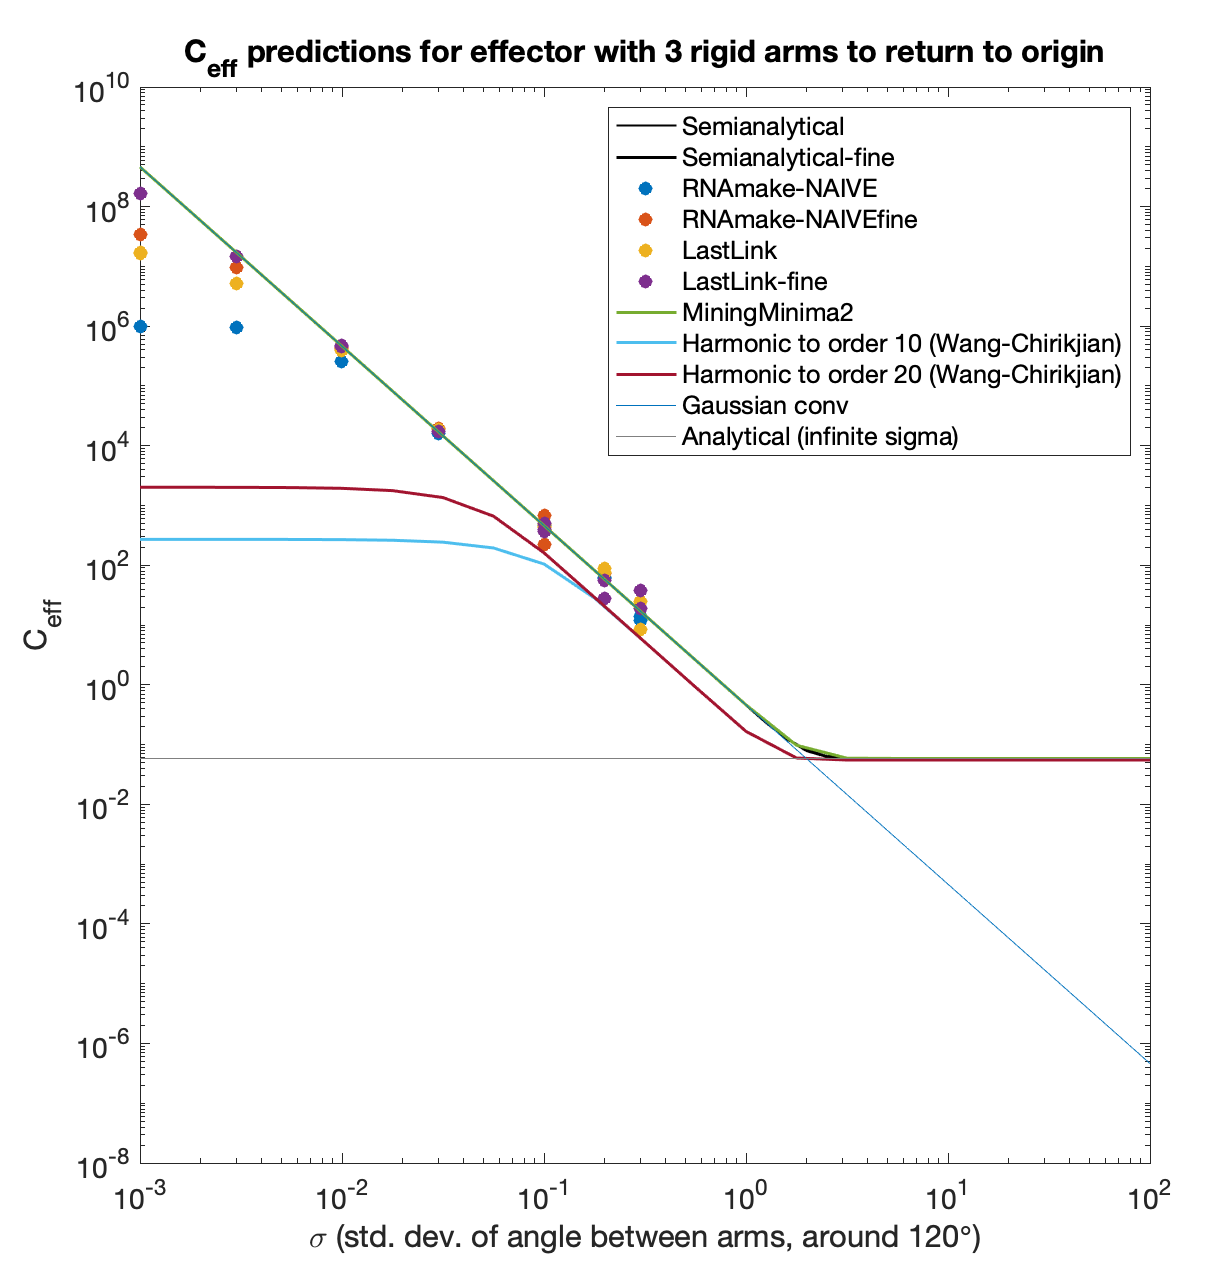 C_eff predictions for effector with 3 rigid arms to return to origin
10^10
10^8
10^6
10^4
10^2
10^0
10^-2
10^-4
10^-6
10^-8
C_eff
Semianalytical
Semianalytical-fine
RNAmake-NAIVE
RNAmake-NAIVEfine
LastLink
LastLink-fine
MiningMinima2
Harmonic to order 10 (Wang-Chirikjian)
Harmonic to order 20 (Wang-Chirikjian)
Gaussian conv
Analytical (infinite sigma)
10^-3 10^-2 10^-1 10^0 10^1 10^2
σ (std. dev. of angle between arms, around 120°)